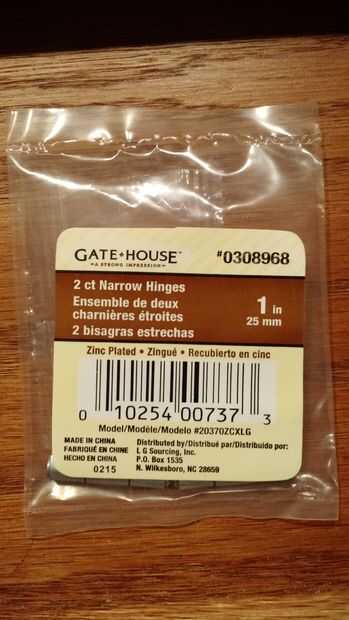 GATE+HOUSE™
A STRONG IMPRESSION
#0308968
2 ct Narrow Hinges
Ensemble de deux
charnières étroites
2 bisagras estrechas
1 in
25 mm
Zinc Plated • Zingué • Recubierto en cinc
0 10254 00737 3
Model/Modèle/Modelo #20370ZCXLG
MADE IN CHINA
FABRIQUÉ EN CHINE
HECHO EN CHINA
0215
Distributed by/Distribué par/Distribuido por:
L G Sourcing, Inc.
P.O. Box 1535
N. Wilkesboro, NC 28659